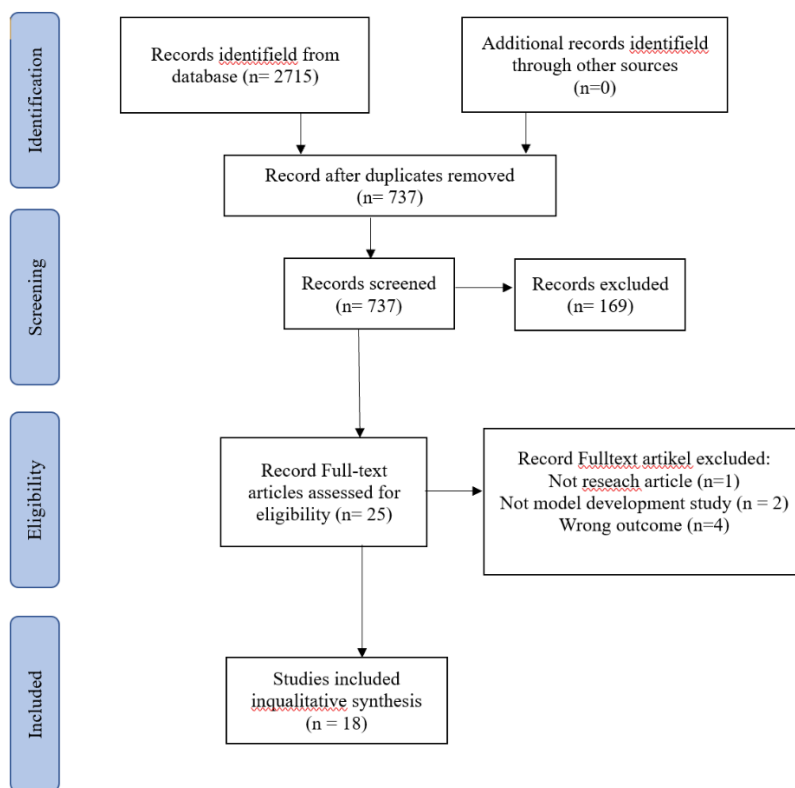 Identification
Records identifield from
database (n= 2715)
Additional records identifield
through other sources
(n=0)
Record after duplicates removed
(n= 737)
Screening
Records screened
(n= 737)
Records excluded
(n= 169)
Eligibility
Record Full-text
articles assessed for
eligibility (n= 25)
Record Fulltext artikel excluded:
Not reseach article (n=1)
Not model development study (n = 2)
Wrong outcome (n=4)
Included
Studies included
inqualitative synthesis
(n = 18)